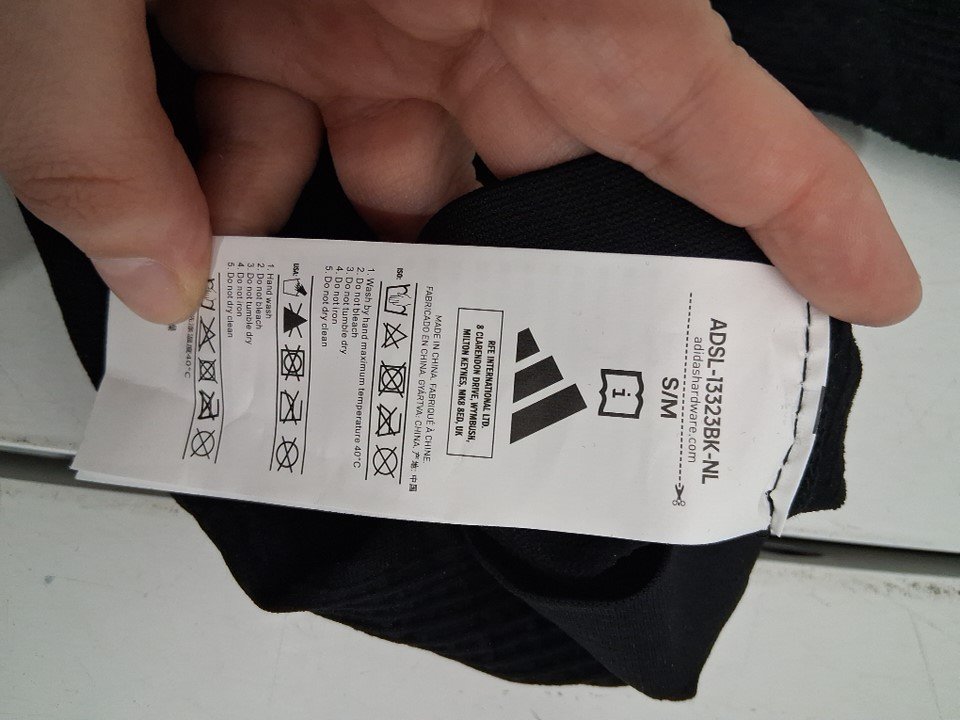 ADSL-13323BK-NL
adidashardware.com
S/M
i
RFE INTERNATIONAL LTD.
8 CLARENDON DRIVE, WYMBUSH,
MILTON KEYNES, MK8 8ED, UK
MADE IN CHINA, FABRIQUÉ À CHINE
FABRICADO EN CHINA, GYÁRTVA, CHINA, 产地: 中国
ISO:
1. Wash by hand maximum temperature 40°C
2. Do not bleach
3. Do not tumble dry
4. Do not iron
5. Do not dry clean
USA:
1. Hand wash
2. Do not bleach
3. Do not tumble dry
4. Do not iron
5. Do not dry clean
40°C